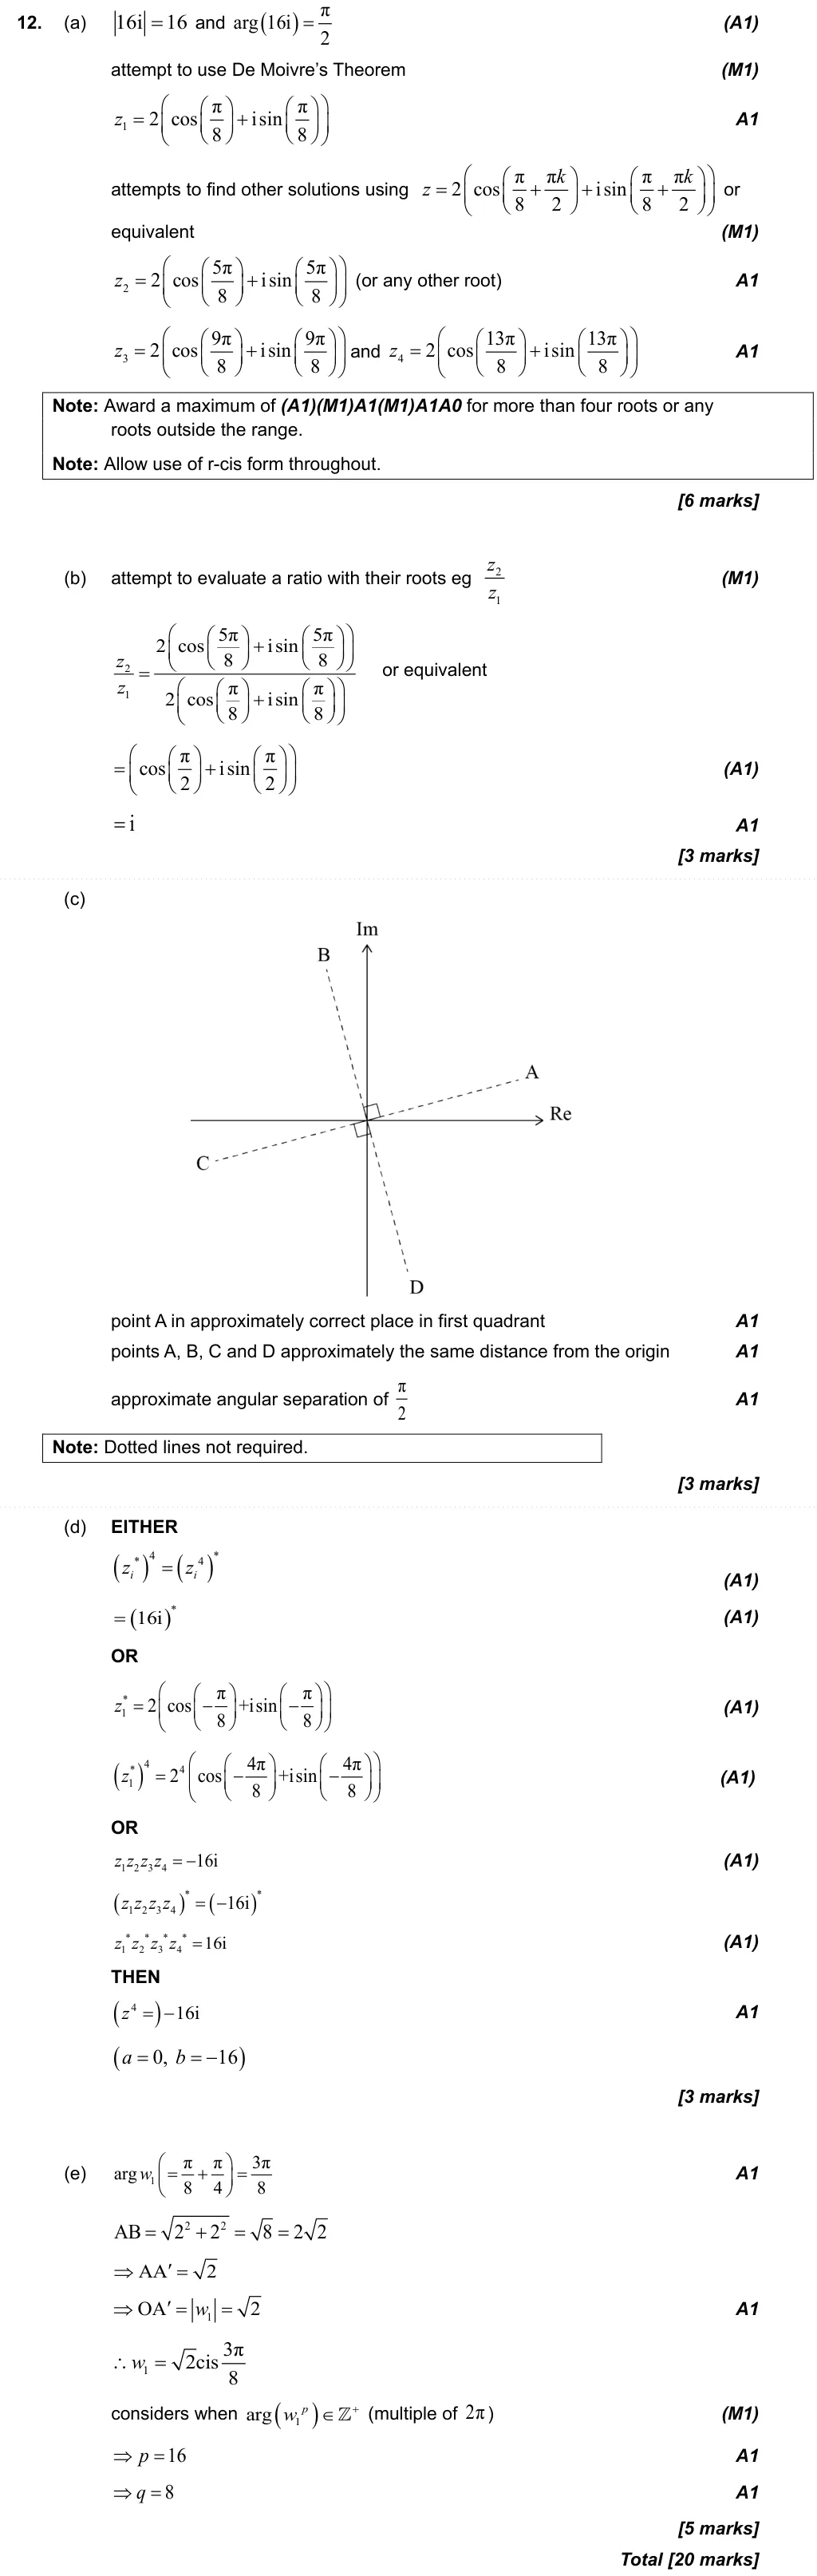 12. (a) |16i| = 16 and arg(16i) = π/2 (A1)
attempt to use De Moivre's Theorem (M1)
z₁ = 2(cos(π/8) + i sin(π/8)) A1
attempts to find other solutions using z = 2(cos(π/8 + πk/2) + i sin(π/8 + πk/2)) or
equivalent (M1)
z₂ = 2(cos(5π/8) + i sin(5π/8)) (or any other root) A1
z₃ = 2(cos(9π/8) + i sin(9π/8)) and z₄ = 2(cos(13π/8) + i sin(13π/8)) A1
Note: Award a maximum of (A1)(M1)A1(M1)A1A0 for more than four roots or any
roots outside the range.
Note: Allow use of r-cis form throughout.
[6 marks]
(b) attempt to evaluate a ratio with their roots eg z₂/z₁ (M1)
z₂/z₁ = 2(cos(5π/8) + i sin(5π/8)) / 2(cos(π/8) + i sin(π/8)) or equivalent
= (cos(π/2) + i sin(π/2)) (A1)
= i A1
[3 marks]
(c)
Im
B
A
Re
C
D
point A in approximately correct place in first quadrant A1
points A, B, C and D approximately the same distance from the origin A1
approximate angular separation of π/2 A1
Note: Dotted lines not required.
[3 marks]
(d) EITHER
(zᵢ*)⁴ = (zᵢ⁴)* (A1)
= (16i)* (A1)
OR
z₁* = 2(cos(−π/8) + i sin(−π/8)) (A1)
(z₁*)⁴ = 2⁴(cos(−4π/8) + i sin(−4π/8)) (A1)
OR
z₁z₂z₃z₄ = −16i (A1)
(z₁z₂z₃z₄)* = (−16i)*
z₁*z₂*z₃*z₄* = 16i (A1)
THEN
(z⁴ =) −16i A1
(a = 0, b = −16)
[3 marks]
(e) arg w₁ (= π/8 + π/4) = 3π/8 A1
AB = √(2² + 2²) = √8 = 2√2
⇒ AA′ = √2
⇒ OA′ = |w₁| = √2 A1
∴ w₁ = √2cis 3π/8
considers when arg(w₁ᵖ) ∈ ℤ⁺ (multiple of 2π) (M1)
⇒ p = 16 A1
⇒ q = 8 A1
[5 marks]
Total [20 marks]